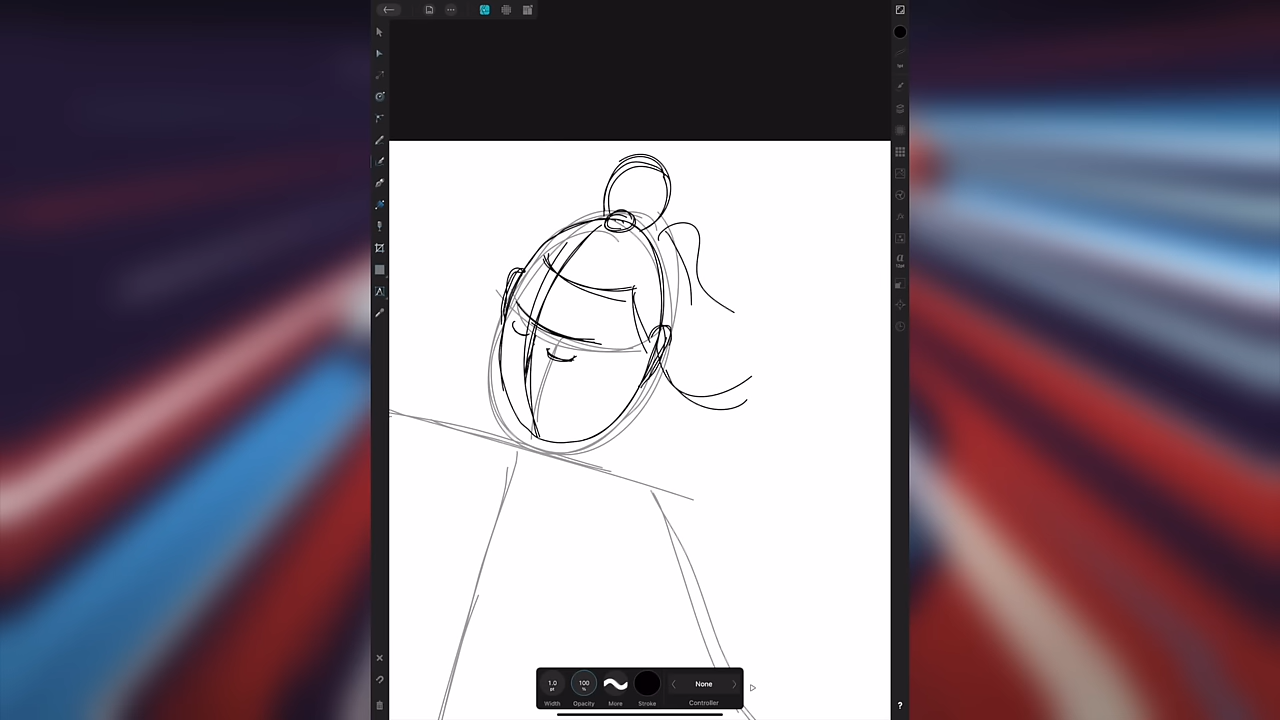 a
1.0
pt
100
%
None
Width
Opacity
More
Stroke
Controller
?